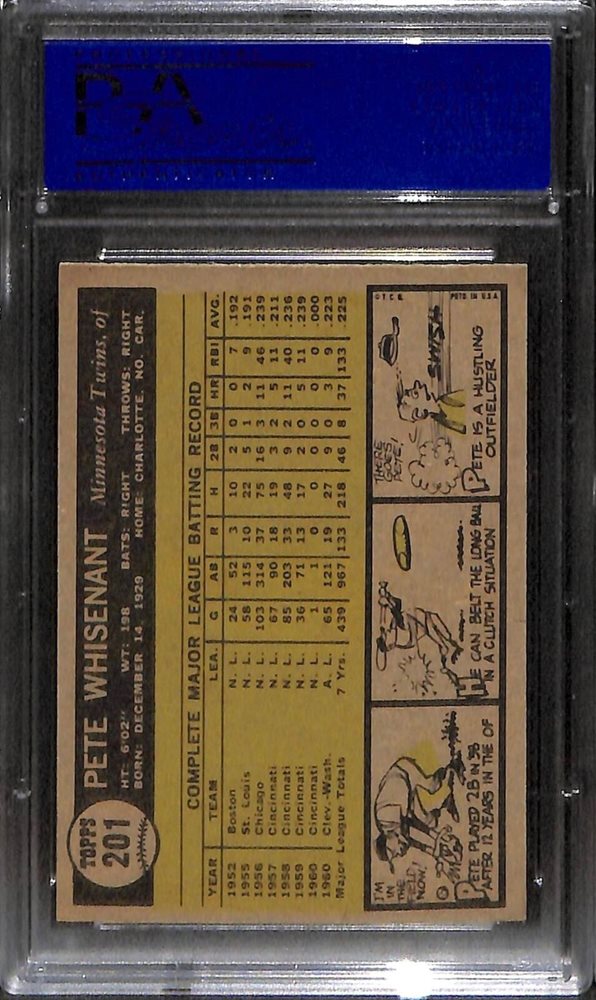 TOPPS
201
PETE WHISENANT Minnesota Twins, of
HT: 6'02" WT: 198 BATS: RIGHT THROWS: RIGHT
BORN: DECEMBER 14, 1929 HOME: CHARLOTTE, NO. CAR.
COMPLETE MAJOR LEAGUE BATTING RECORD
YEAR TEAM LEA. G AB R H 2B 3B HR RBI AVG.
1952 Boston N. L. 24 52 3 10 2 0 0 7 .192
1955 St. Louis N. L. 58 115 10 22 5 1 2 9 .191
1956 Chicago N. L. 103 314 37 75 16 3 11 46 .239
1957 Cincinnati N. L. 67 90 18 19 3 2 5 11 .211
1958 Cincinnati N. L. 85 203 33 48 9 2 11 40 .236
1959 Cincinnati N. L. 36 71 13 17 2 0 5 11 .239
1960 Cincinnati N. L. 1 1 0 0 0 0 0 0 .000
1960 Clev.-Wash. A. L. 65 121 19 27 9 0 3 9 .223
Major League Totals 7 Yrs. 439 967 133 218 46 8 37 133 .225
I'M IN THE FIELD NOW!
PETE PLAYED 2B IN '56
AFTER 12 YEARS IN THE OF
HE CAN BELT THE LONG BALL
IN A CLUTCH SITUATION
© T.C.G. PRTD. IN U.S.A.
THERE GOES PETE!
SWISH
PETE IS A HUSTLING
OUTFIELDER